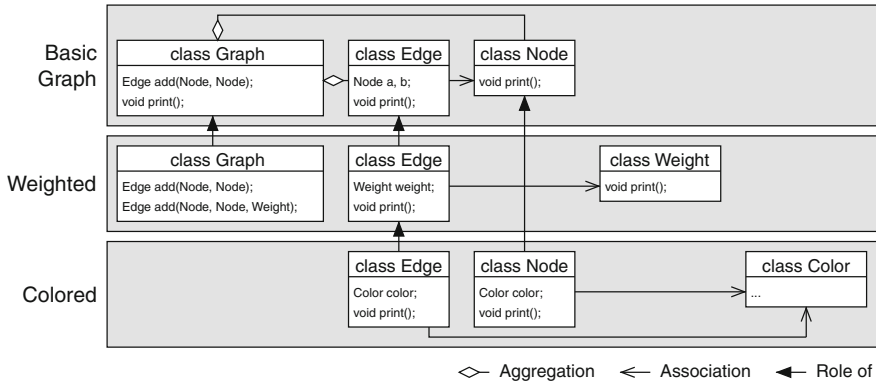 Basic
Graph
class Graph
Edge add(Node, Node);
void print();
class Edge
Node a, b;
void print();
class Node
void print();
Weighted
class Graph
Edge add(Node, Node);
Edge add(Node, Node, Weight);
class Edge
Weight weight;
void print();
class Weight
void print();
Colored
class Edge
Color color;
void print();
class Node
Color color;
void print();
class Color
...
Aggregation
Association
Role of